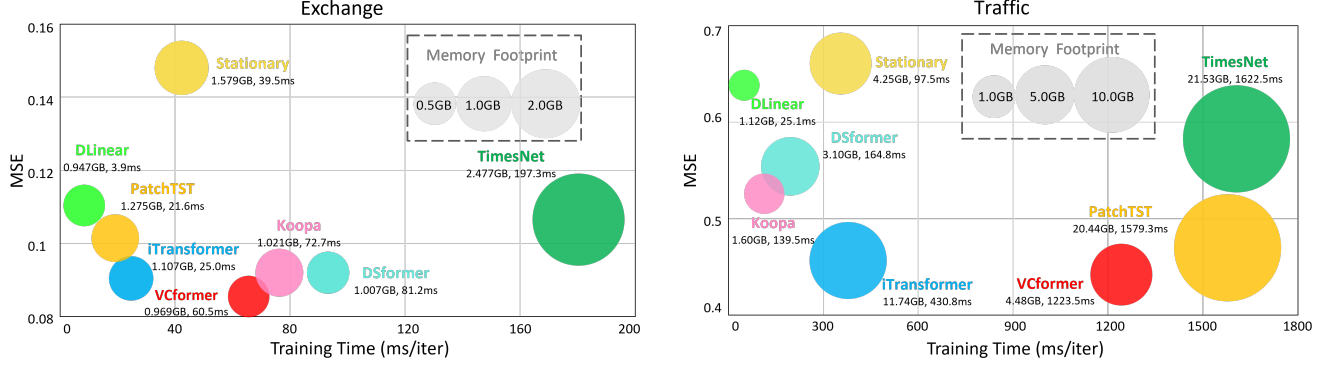 Exchange
0.16
0.14
0.12
0.1
0.08
MSE
0
40
80
120
160
200
Training Time (ms/iter)
Memory Footprint
0.5GB
1.0GB
2.0GB
Stationary
1.579GB, 39.5ms
DLinear
0.947GB, 3.9ms
PatchTST
1.275GB, 21.6ms
iTransformer
1.107GB, 25.0ms
VCformer
0.969GB, 60.5ms
Koopa
1.021GB, 72.7ms
DSformer
1.007GB, 81.2ms
TimesNet
2.477GB, 197.3ms
Traffic
0.7
0.6
0.5
0.4
MSE
0
300
600
900
1200
1500
1800
Training Time (ms/iter)
Memory Footprint
1.0GB
5.0GB
10.0GB
Stationary
4.25GB, 97.5ms
DLinear
1.12GB, 25.1ms
DSformer
3.10GB, 164.8ms
Koopa
1.60GB, 139.5ms
iTransformer
11.74GB, 430.8ms
VCformer
4.48GB, 1223.5ms
PatchTST
20.44GB, 1579.3ms
TimesNet
21.53GB, 1622.5ms